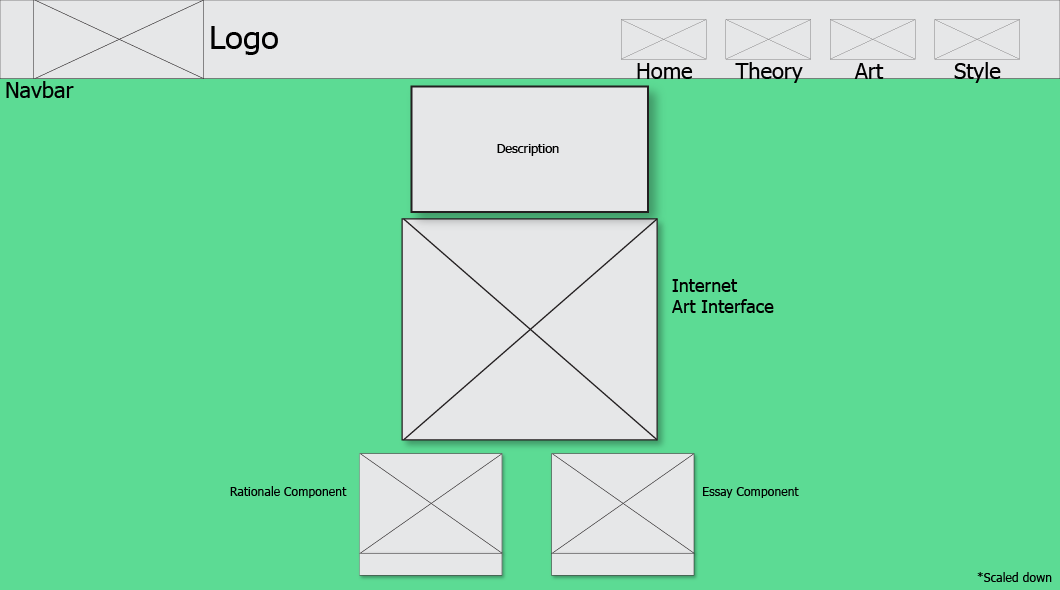 Logo
Home
Theory
Art
Style
Navbar
Description
Internet
Art Interface
Rationale Component
Essay Component
*Scaled down